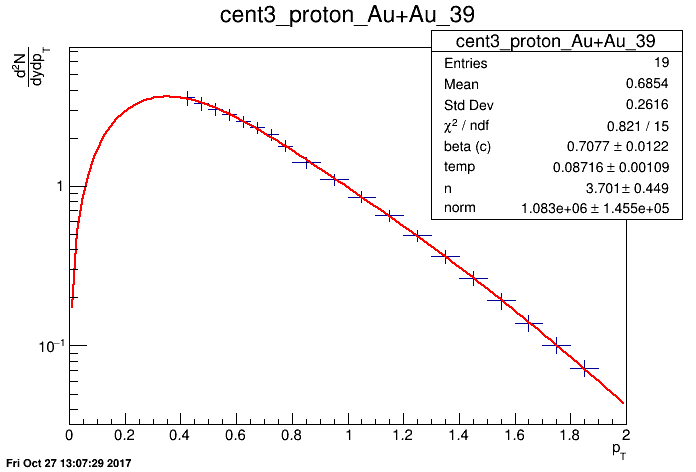 cent3_proton_Au+Au_39
d²N
dydp_T
cent3_proton_Au+Au_39
Entries 19
Mean 0.6854
Std Dev 0.2616
χ² / ndf 0.821 / 15
beta (c) 0.7077 ± 0.0122
temp 0.08716 ± 0.00109
n 3.701 ± 0.449
norm 1.083e+06 ± 1.455e+05
1
10⁻¹
0 0.2 0.4 0.6 0.8 1 1.2 1.4 1.6 1.8 2
p_T
Fri Oct 27 13:07:29 2017